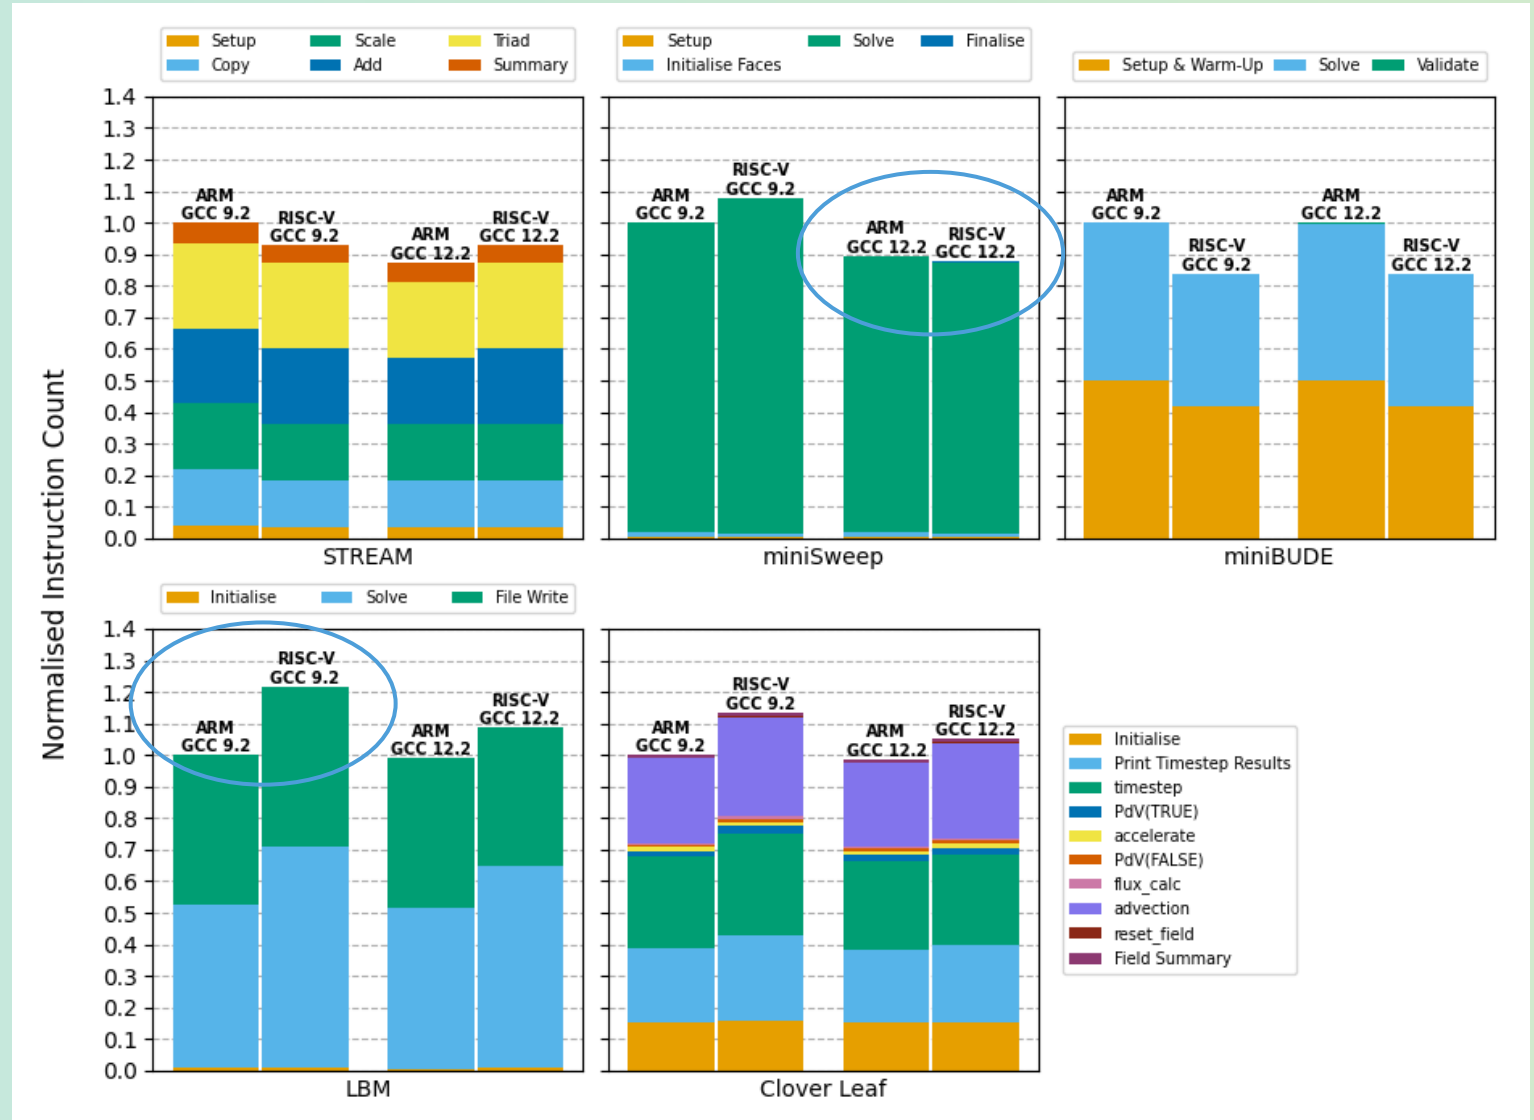 Setup Scale Triad
Copy Add Summary
Setup Solve Finalise
Initialise Faces
Setup & Warm-Up Solve Validate
Normalised Instruction Count
1.4
1.3
1.2
1.1
1.0
0.9
0.8
0.7
0.6
0.5
0.4
0.3
0.2
0.1
0.0
ARM
GCC 9.2
RISC-V
GCC 9.2
ARM
GCC 12.2
RISC-V
GCC 12.2
STREAM
ARM
GCC 9.2
RISC-V
GCC 9.2
ARM
GCC 12.2
RISC-V
GCC 12.2
miniSweep
ARM
GCC 9.2
RISC-V
GCC 9.2
ARM
GCC 12.2
RISC-V
GCC 12.2
miniBUDE
Initialise Solve File Write
1.4
1.3
1.2
1.1
1.0
0.9
0.8
0.7
0.6
0.5
0.4
0.3
0.2
0.1
0.0
ARM
GCC 9.2
RISC-V
GCC 9.2
ARM
GCC 12.2
RISC-V
GCC 12.2
LBM
ARM
GCC 9.2
RISC-V
GCC 9.2
ARM
GCC 12.2
RISC-V
GCC 12.2
Clover Leaf
Initialise
Print Timestep Results
timestep
PdV(TRUE)
accelerate
PdV(FALSE)
flux_calc
advection
reset_field
Field Summary